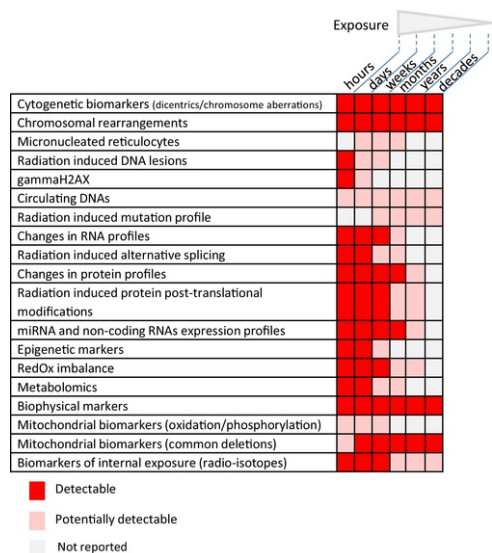 Exposure
hours
days
weeks
months
years
decades
Cytogenetic biomarkers (dicentrics/chromosome aberrations)
Chromosomal rearrangements
Micronucleated reticulocytes
Radiation induced DNA lesions
gammaH2AX
Circulating DNAs
Radiation induced mutation profile
Changes in RNA profiles
Radiation induced alternative splicing
Changes in protein profiles
Radiation induced protein post-translational
modifications
miRNA and non-coding RNAs expression profiles
Epigenetic markers
RedOx imbalance
Metabolomics
Biophysical markers
Mitochondrial biomarkers (oxidation/phosphorylation)
Mitochondrial biomarkers (common deletions)
Biomarkers of internal exposure (radio-isotopes)
Detectable
Potentially detectable
Not reported